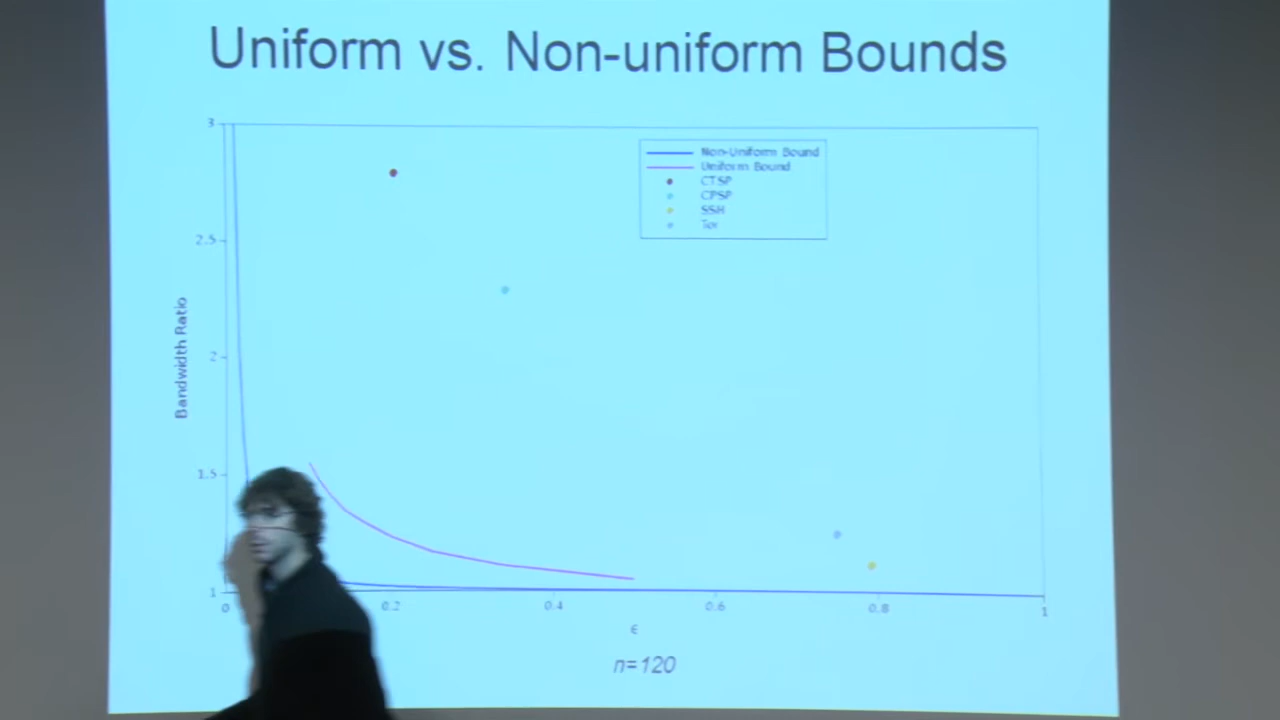 Uniform vs. Non-uniform Bounds
3
Non-Uniform Bound
Uniform Bound
CTSP
CPSP
SSH
Tor
2.5
Bandwidth Ratio
2
1.5
1
0
0.2
0.4
0.6
0.8
1
ϵ
n=120